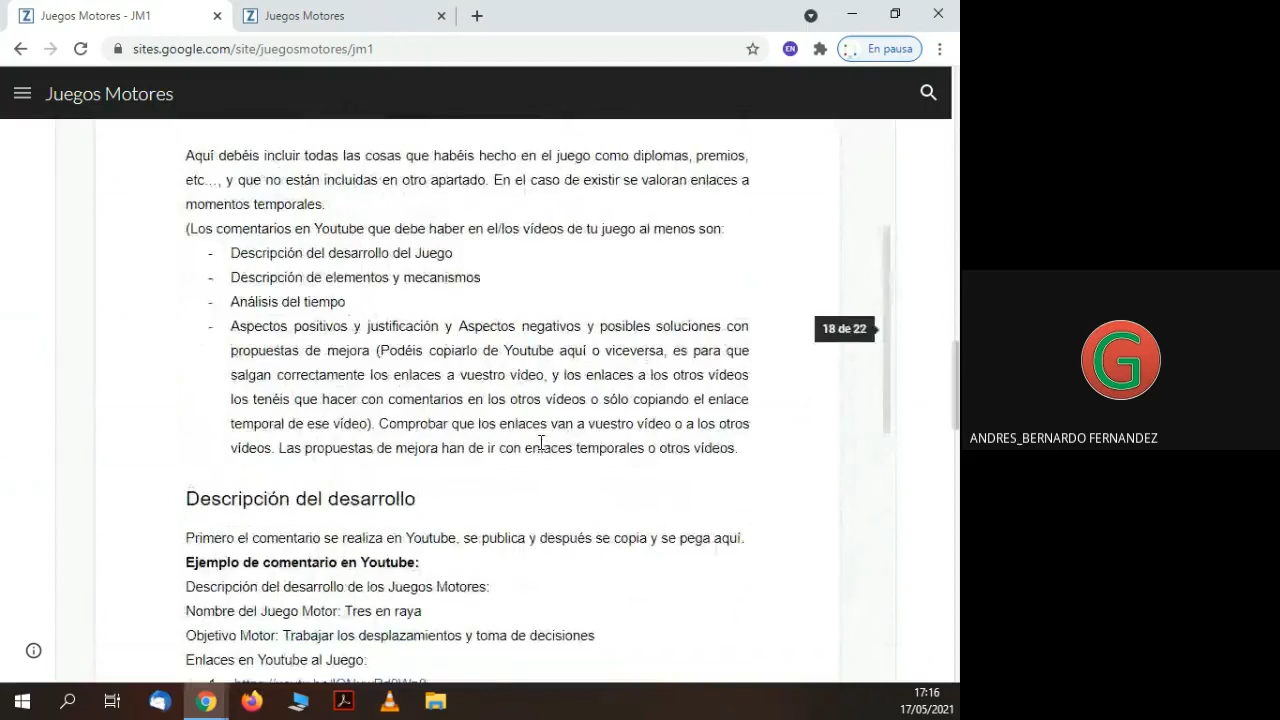 Juegos Motores - JM1
Juegos Motores
sites.google.com/site/juegosmotores/jm1
EN
En pausa
Juegos Motores
Aquí debéis incluir todas las cosas que habéis hecho en el juego como diplomas, premios,
etc..., y que no están incluidas en otro apartado. En el caso de existir se valoran enlaces a
momentos temporales.
(Los comentarios en Youtube que debe haber en el/los vídeos de tu juego al menos son:
- Descripción del desarrollo del Juego
- Descripción de elementos y mecanismos
- Análisis del tiempo
- Aspectos positivos y justificación y Aspectos negativos y posibles soluciones con
propuestas de mejora (Podéis copiarlo de Youtube aquí o viceversa, es para que
salgan correctamente los enlaces a vuestro vídeo, y los enlaces a los otros vídeos
los tenéis que hacer con comentarios en los otros vídeos o sólo copiando el enlace
temporal de ese vídeo). Comprobar que los enlaces van a vuestro vídeo o a los otros
vídeos. Las propuestas de mejora han de ir con enlaces temporales o otros vídeos.
18 de 22
Descripción del desarrollo
Primero el comentario se realiza en Youtube, se publica y después se copia y se pega aquí.
Ejemplo de comentario en Youtube:
Descripción del desarrollo de los Juegos Motores:
Nombre del Juego Motor: Tres en raya
Objetivo Motor: Trabajar los desplazamientos y toma de decisiones
Enlaces en Youtube al Juego:
17:16
17/05/2021
G
ANDRES_BERNARDO FERNANDEZ